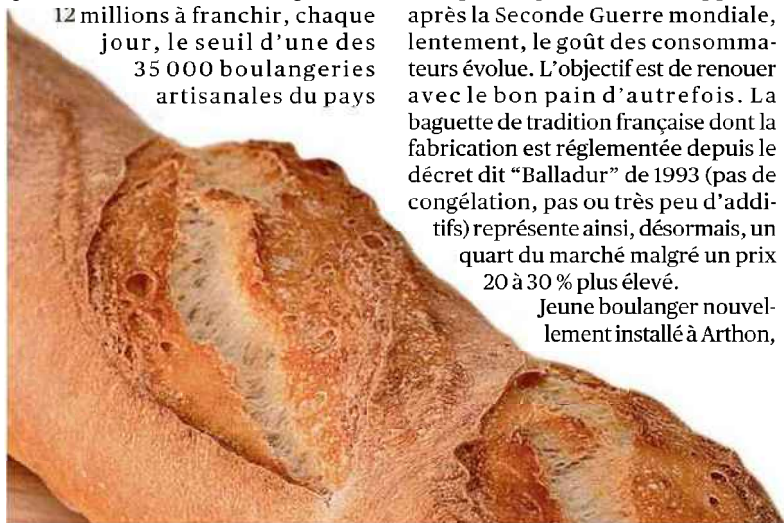 12 millions à franchir, chaque
jour, le seuil d’une des
35 000 boulangeries
artisanales du pays
après la Seconde Guerre mondiale,
lentement, le goût des consomma-
teurs évolue. L’objectif est de renouer
avec le bon pain d’autrefois. La
baguette de tradition française dont la
fabrication est réglementée depuis le
décret dit “Balladur” de 1993 (pas de
congélation, pas ou très peu d’addi-
tifs) représente ainsi, désormais, un
quart du marché malgré un prix
20 à 30 % plus élevé.
Jeune boulanger nouvel-
lement installé à Arthon,